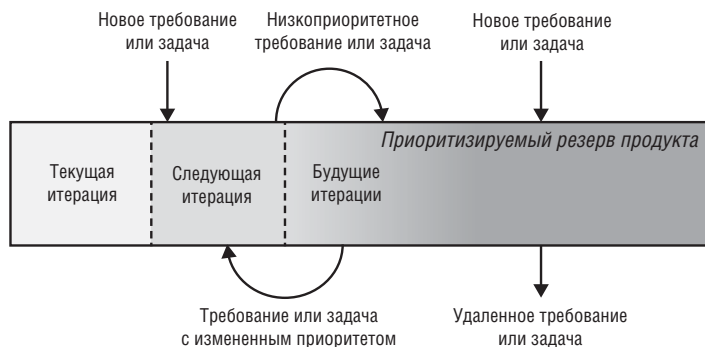 Новое требование
или задача
Низкоприоритетное
требование или задача
Новое требование
или задача
Приоритизируемый резерв продукта
Текущая
итерация
Следующая
итерация
Будущие
итерации
Требование или задача
с измененным приоритетом
Удаленное требование
или задача